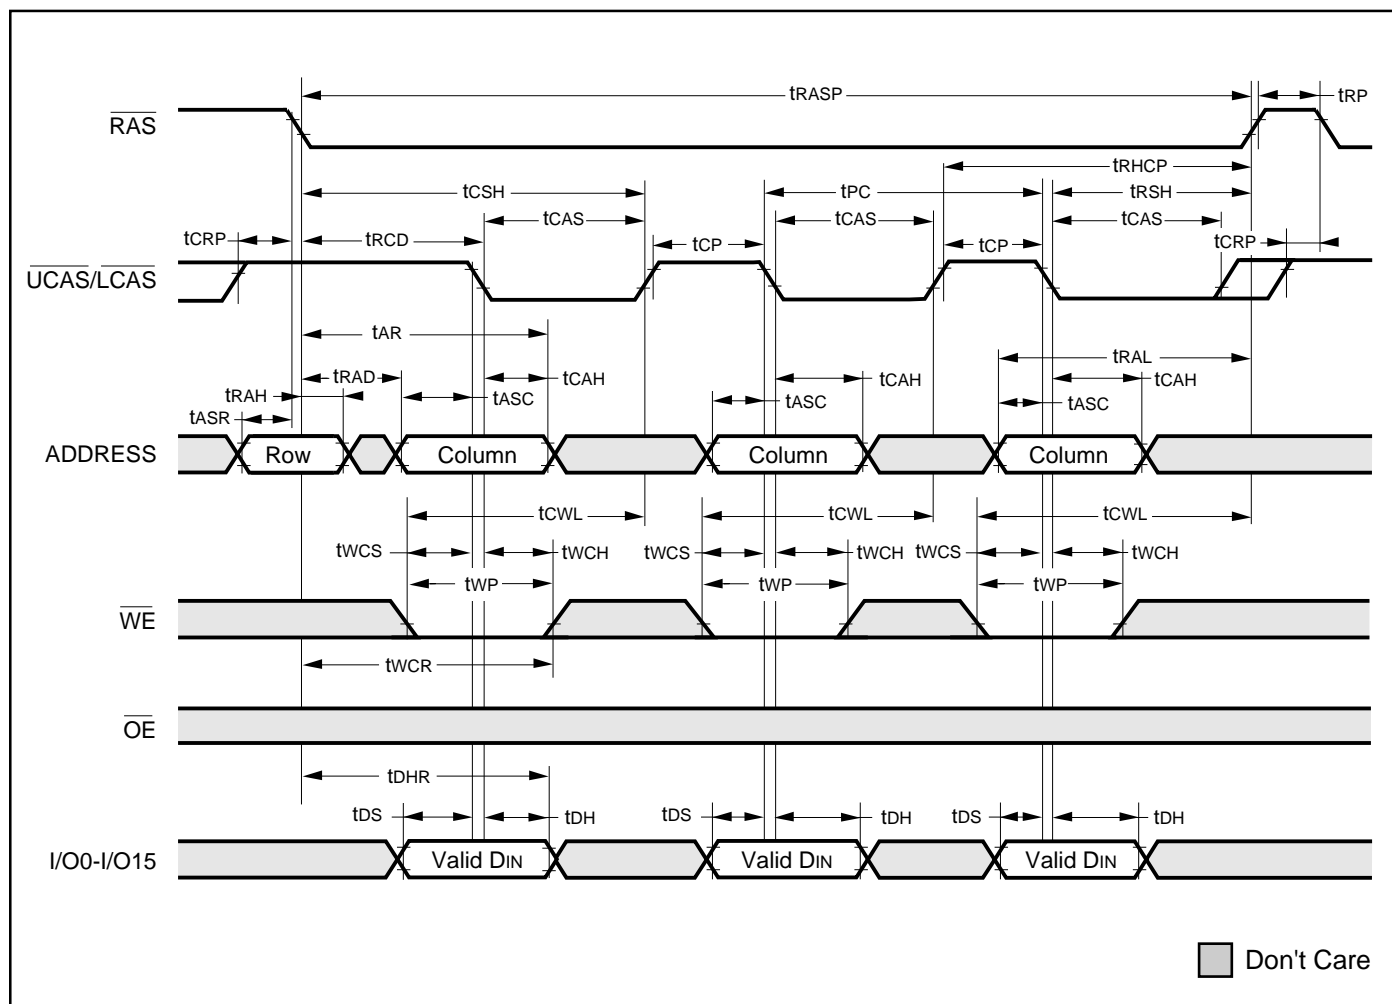 tRASP
tRP
RAS
tRHCP
tCSH
tPC
tRSH
tCAS
tCAS
tCAS
tCRP
tRCD
tCP
tCP
tCRP
UCAS/LCAS
tAR
tRAL
tRAD
tCAH
tCAH
tCAH
tRAH
tASC
tASC
tASC
tASR
ADDRESS
Row
Column
Column
Column
tCWL
tCWL
tCWL
tWCS
tWCH
tWCS
tWCH
tWCS
tWCH
tWP
tWP
tWP
WE
tWCR
OE
tDHR
tDS
tDH
tDS
tDH
tDS
tDH
I/O0-I/O15
Valid DIN
Valid DIN
Valid DIN
Don't Care